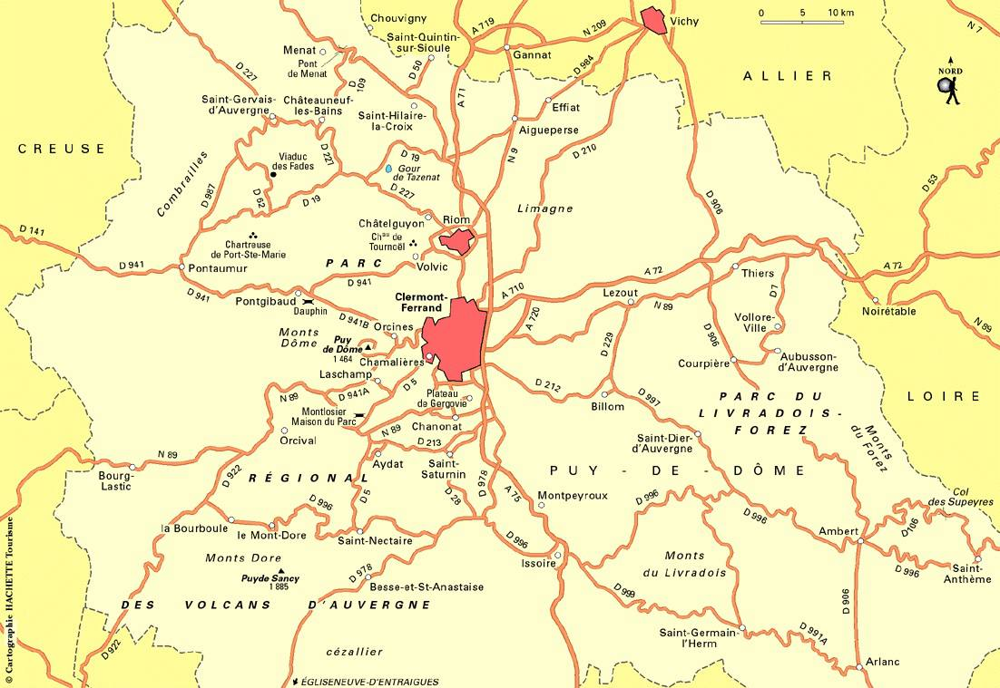 Chouvigny
A 719
N 209
Vichy
0 5 10 km
N 7
Saint-Quintin-
sur-Sioule
Menat
Pont
de Menat
Gannat
D 984
ALLIER
NORD
D 227
D 50
D
109
A 71
Saint-Gervais-
d'Auvergne
Châteauneuf-
les-Bains
Saint-Hilaire-
la-Croix
Effiat
Aigueperse
CREUSE
D 227
Viaduc
des Fades
D 19
Gour
de Tazenat
N 9
D 210
Combrailles
D 987
D 62
D 19
D 227
D 906
D 53
Limagne
D 141
Châtelguyon
Riom
Chau de
Tournoël
Chartreuse
de Port-Ste-Marie
PARC
Volvic
D 941
Pontaumur
D 941
D 941
A 72
Thiers
A 72
Pontgibaud
Dauphin
Clermont-
Ferrand
A 710
Lezout
N 89
D 7
Noirétable
D 941B
Orcines
A 720
N 89
Monts
Dôme
Puy
de Dôme
1 464
Chamalières
D 229
D 906
Vollore-
Ville
Aubusson-
d'Auvergne
Courpière
Laschamp
D 5
N 89
D 941A
Plateau
de Gergovie
D 212
Billom
D 997
PARC DU
LIVRADOIS-
FOREZ
LOIRE
Montlosier
Maison du Parc
Chanonat
N 89
Orcival
D 213
Saint-Dier-
d'Auvergne
Monts
du Forez
N 89
Bourg-
Lastic
D 922
RÉGIONAL
Aydat
Saint-
Saturnin
D 978
PUY - DE - DÔME
D 5
D 28
A 75
Montpeyroux
D 996
D 996
Col
des Supeyres
D 996
la Bourboule
le Mont-Dore
Saint-Nectaire
D 996
Issoire
Ambert
D106
Monts Dore
Puy de Sancy
1 885
D 978
Besse-et-St-Anastaise
Monts
du Livradois
D 996
Saint-
Anthème
DES VOLCANS D'AUVERGNE
D 999
D 906
Saint-Germain-
l'Herm
D 991A
D 922
cézallier
Arlanc
ÉGLISENEUVE-D'ENTRAIGUES
© Cartographie HACHETTE Tourisme